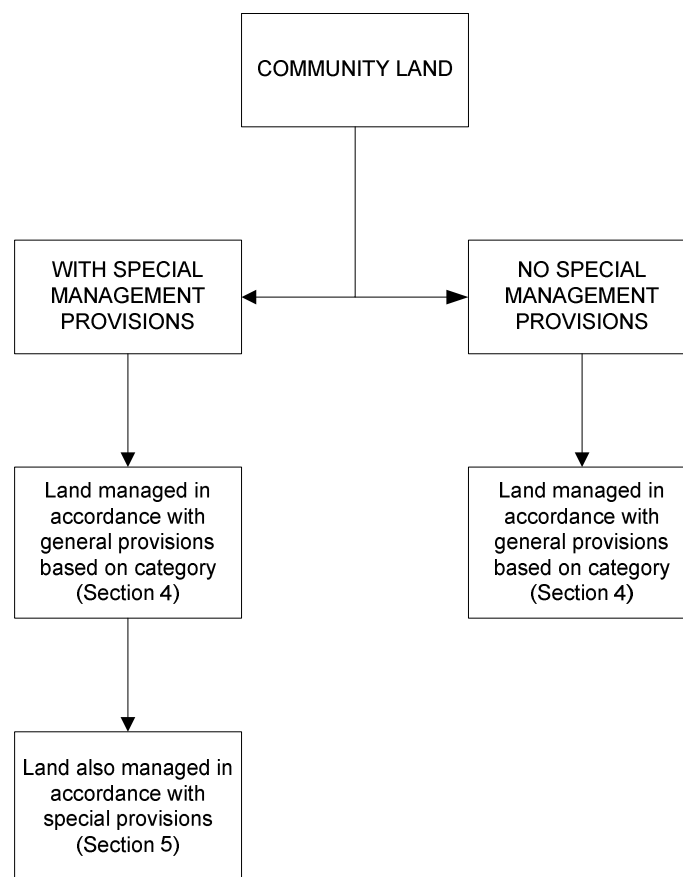 COMMUNITY LAND
WITH SPECIAL
MANAGEMENT
PROVISIONS
NO SPECIAL
MANAGEMENT
PROVISIONS
Land managed in
accordance with
general provisions
based on category
(Section 4)
Land managed in
accordance with
general provisions
based on category
(Section 4)
Land also managed in
accordance with
special provisions
(Section 5)